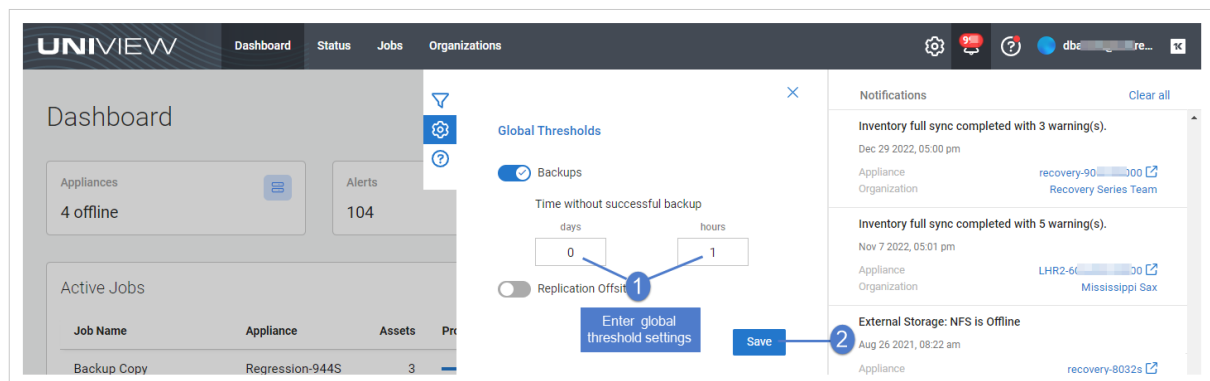 UNIVIEW Dashboard Status Jobs Organizations
Dashboard
Appliances
4 offline
Alerts
104
Active Jobs
Job Name Appliance Assets
Backup Copy Regression-944S 3
Global Thresholds
Backups
Time without successful backup
days hours
0 1
Replication
1
Enter global
threshold settings
Save
2
Notifications Clear all
Inventory full sync completed with 3 warning(s).
Dec 29 2022, 05:00 pm
Appliance
Organization Recovery Series Team
Inventory full sync completed with 5 warning(s).
Nov 7 2022, 05:01 pm
Appliance
Organization Mississippi Sax
External Storage: NFS is Offline
Aug 26 2021, 08:22 am
Appliance recovery-8032s